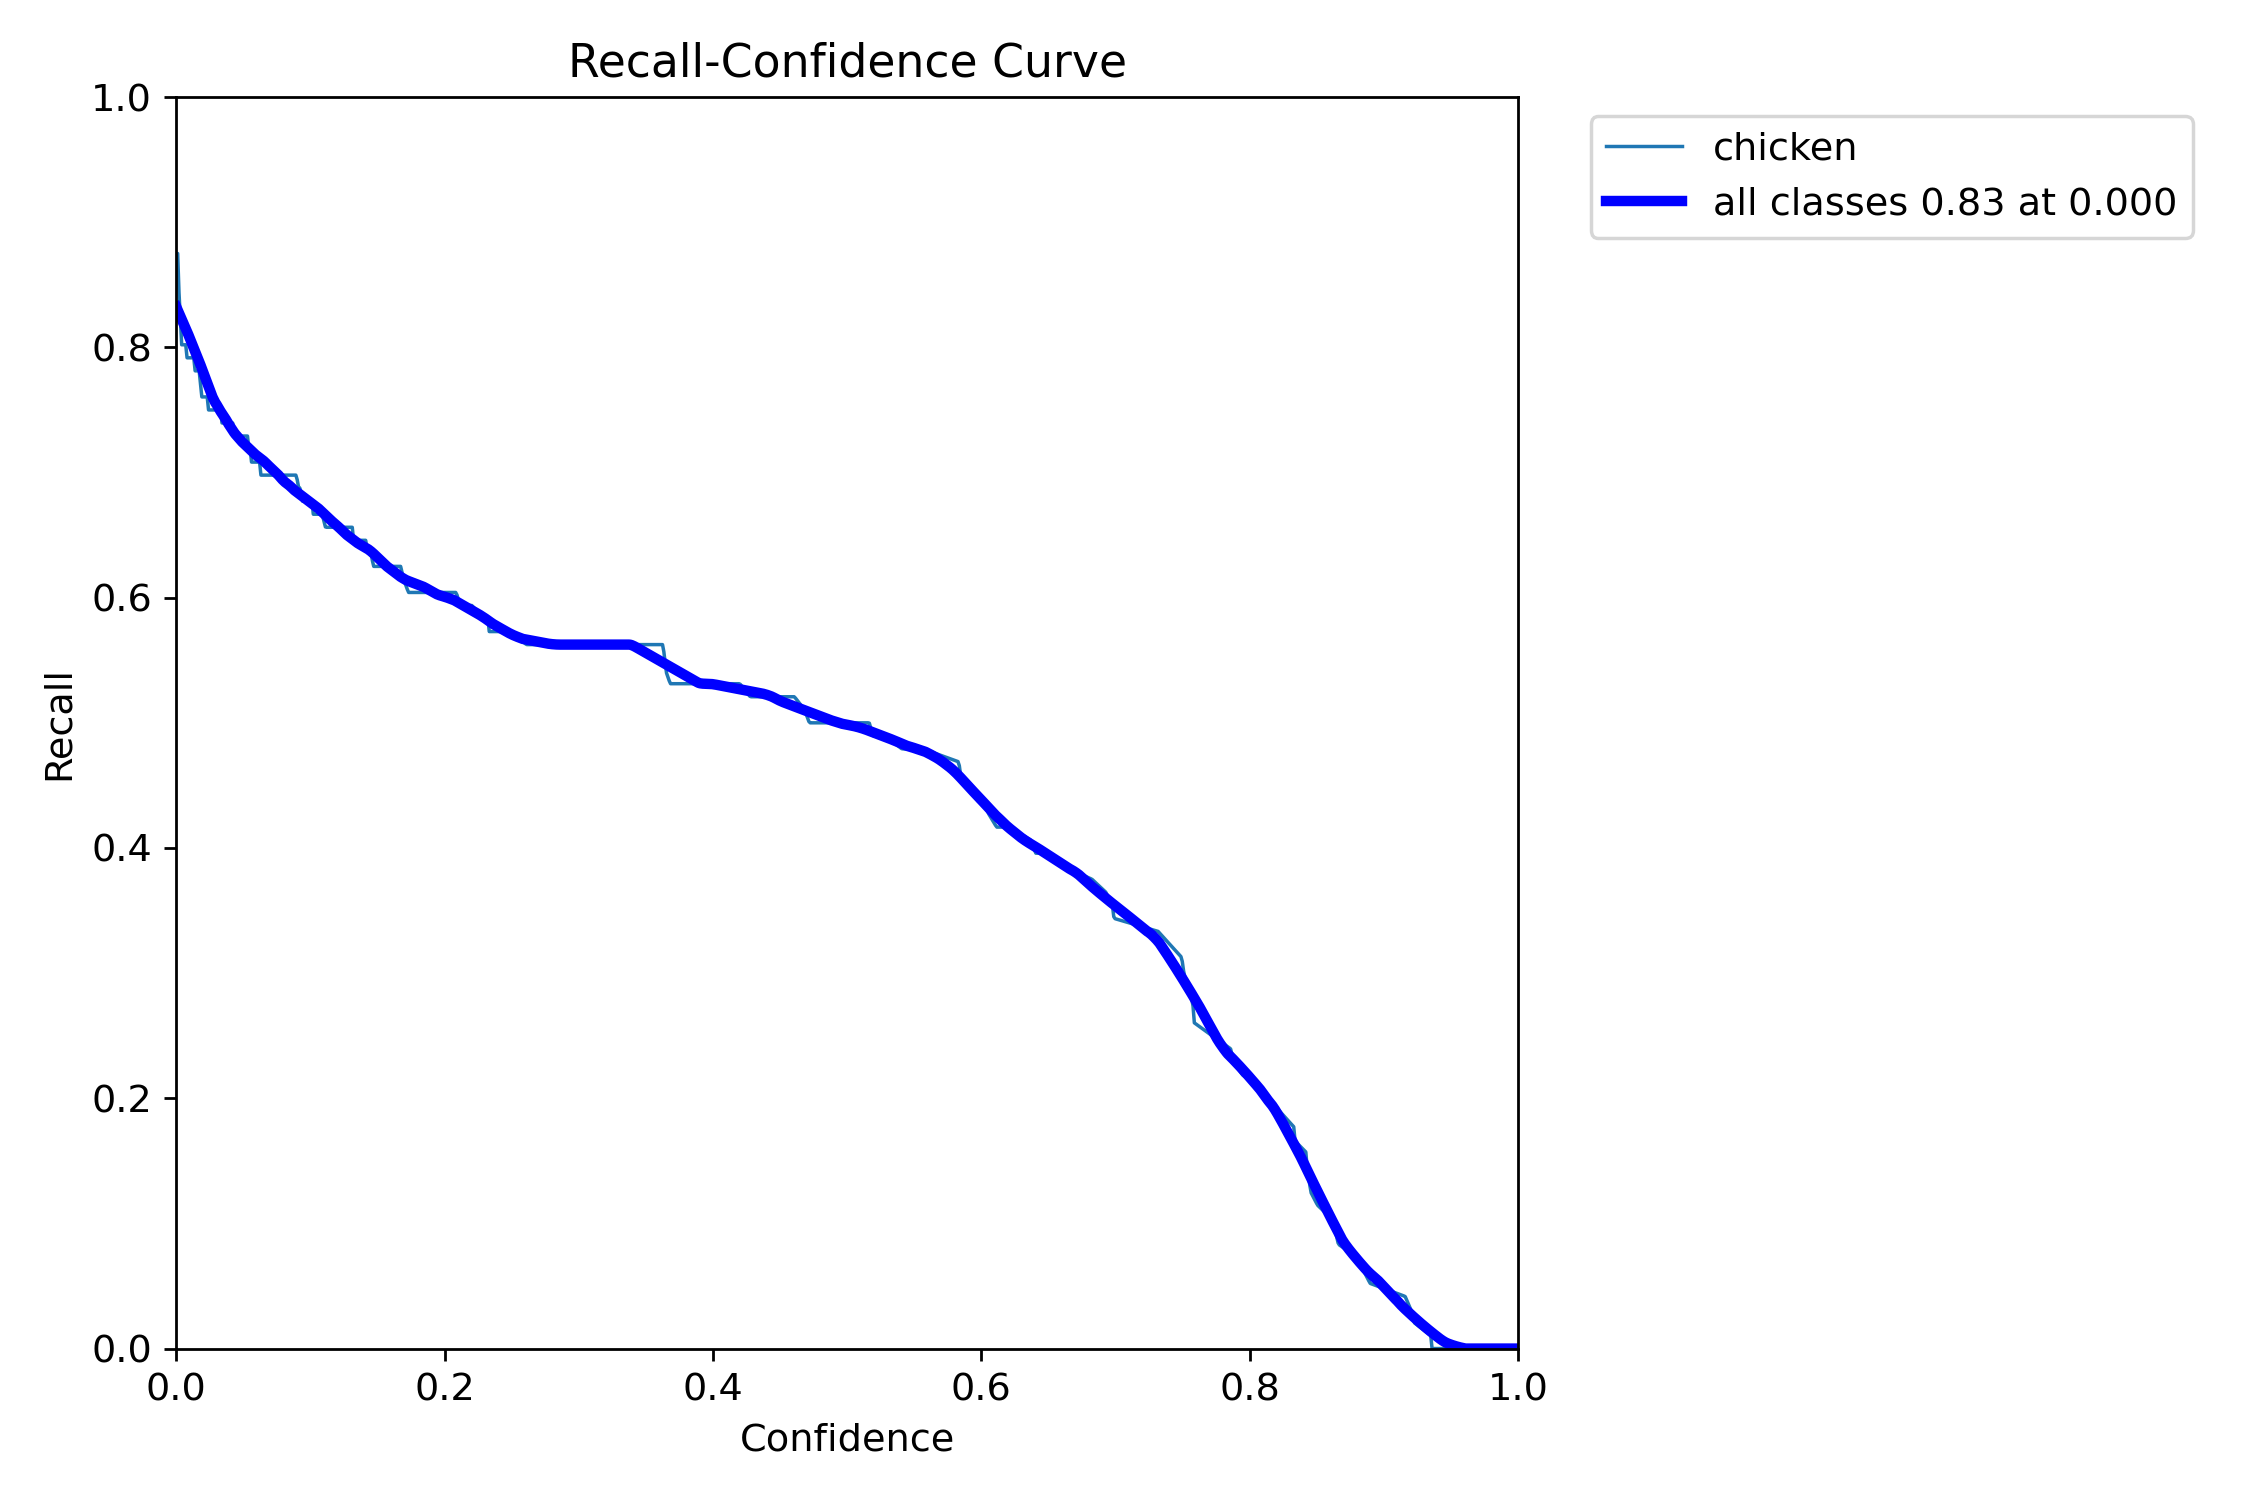 Recall-Confidence Curve
chicken
all classes 0.83 at 0.000
Recall
1.0
0.8
0.6
0.4
0.2
0.0
0.0 0.2 0.4 0.6 0.8 1.0
Confidence